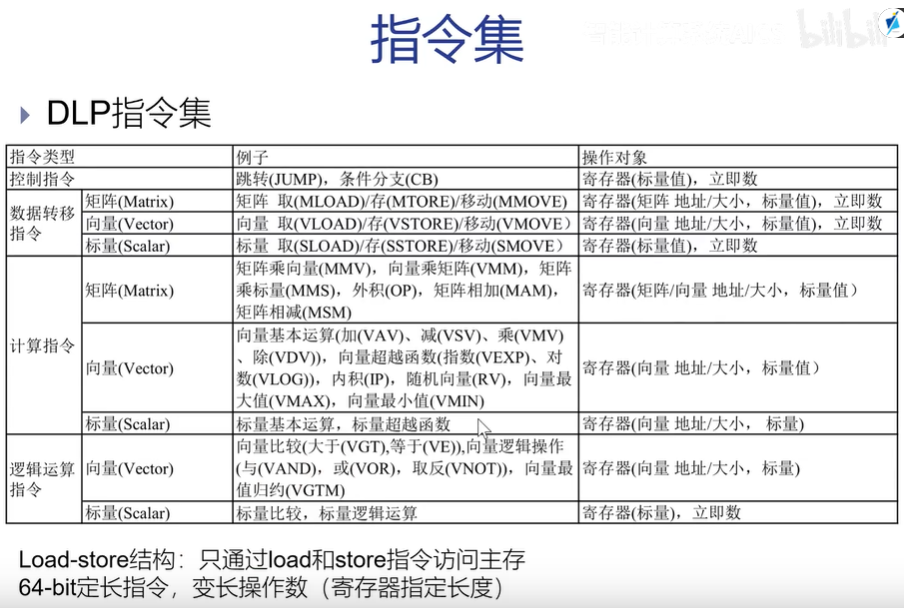 指令集
bilibili
DLP指令集
指令类型 例子 操作对象
控制指令 跳转(JUMP)，条件分支(CB) 寄存器(标量值)，立即数
数据转移指令 矩阵(Matrix) 矩阵 取(MLOAD)/存(MTORE)/移动(MMOVE) 寄存器(矩阵 地址/大小，标量值)，立即数
向量(Vector) 向量 取(VLOAD)/存(VSTORE)/移动(VMOVE） 寄存器(向量 地址/大小，标量值)，立即数
标量(Scalar) 标量 取(SLOAD)/存(SSTORE)/移动(SMOVE） 寄存器(标量值)，立即数
计算指令 矩阵(Matrix) 矩阵乘向量(MMV)，向量乘矩阵(VMM)，矩阵
乘标量(MMS)，外积(OP)，矩阵相加(MAM)，
矩阵相减(MSM) 寄存器(矩阵/向量 地址/大小，标量值）
向量(Vector) 向量基本运算(加(VAV)、减(VSV)、乘(VMV)
、除(VDV))，向量超越函数(指数(VEXP)、对
数(VLOG))，内积(IP)，随机向量(RV)，向量最
大值(VMAX)，向量最小值(VMIN) 寄存器(向量 地址/大小，标量值）
标量(Scalar) 标量基本运算，标量超越函数 寄存器(向量 地址/大小， 标量)
逻辑运算指令 向量(Vector) 向量比较(大于(VGT),等于(VE)),向量逻辑操作
(与(VAND)，或(VOR)，取反(VNOT))，向量最
值归约(VGTM) 寄存器(向量 地址/大小，标量)
标量(Scalar) 标量比较，标量逻辑运算 寄存器(标量)，立即数
Load-store结构：只通过load和store指令访问主存
64-bit定长指令，变长操作数（寄存器指定长度）